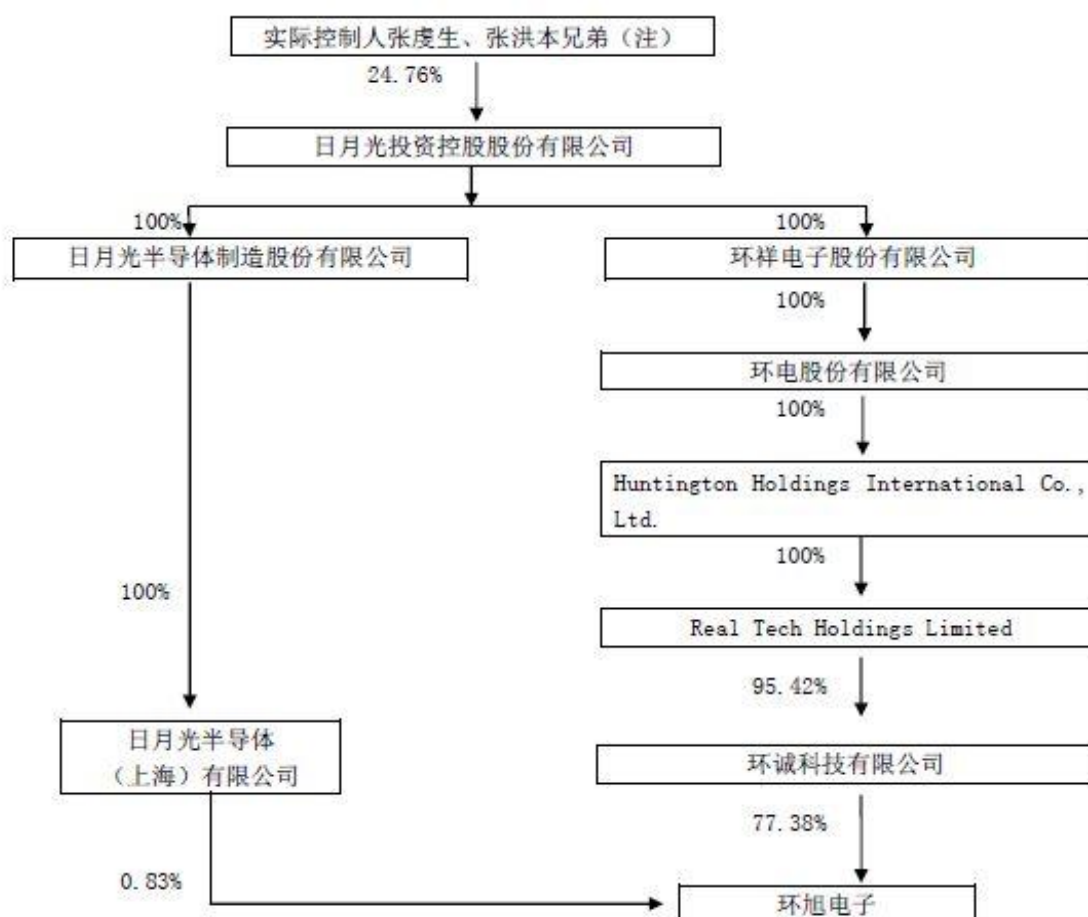 实际控制人张虔生、张洪本兄弟（注）
24.76%
日月光投资控股股份有限公司
100%
100%
日月光半导体制造股份有限公司
环祥电子股份有限公司
100%
环电股份有限公司
100%
Huntington Holdings International Co.,
Ltd.
100%
100%
Real Tech Holdings Limited
95.42%
日月光半导体
（上海）有限公司
环诚科技有限公司
77.38%
0.83%
环旭电子